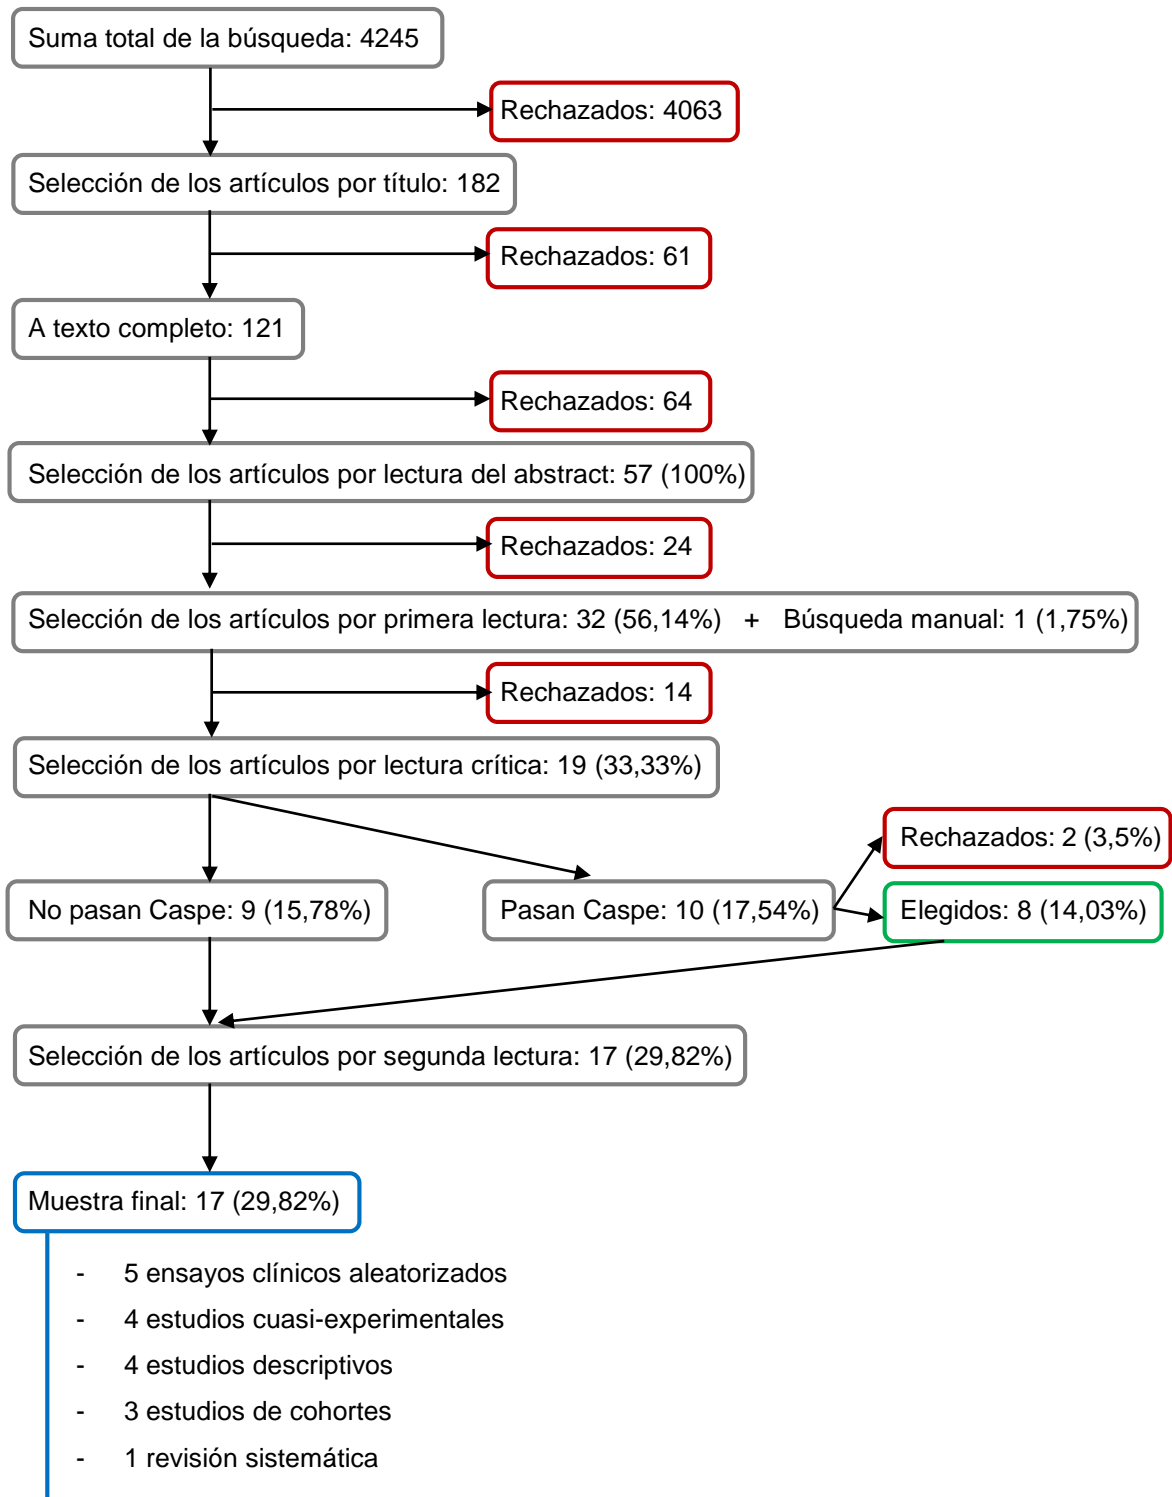 Suma total de la búsqueda: 4245
Rechazados: 4063
Selección de los artículos por título: 182
Rechazados: 61
A texto completo: 121
Rechazados: 64
Selección de los artículos por lectura del abstract: 57 (100%)
Rechazados: 24
Selección de los artículos por primera lectura: 32 (56,14%) + Búsqueda manual: 1 (1,75%)
Rechazados: 14
Selección de los artículos por lectura crítica: 19 (33,33%)
Rechazados: 2 (3,5%)
No pasan Caspe: 9 (15,78%)
Pasan Caspe: 10 (17,54%)
Elegidos: 8 (14,03%)
Selección de los artículos por segunda lectura: 17 (29,82%)
Muestra final: 17 (29,82%)
- 5 ensayos clínicos aleatorizados
- 4 estudios cuasi-experimentales
- 4 estudios descriptivos
- 3 estudios de cohortes
- 1 revisión sistemática